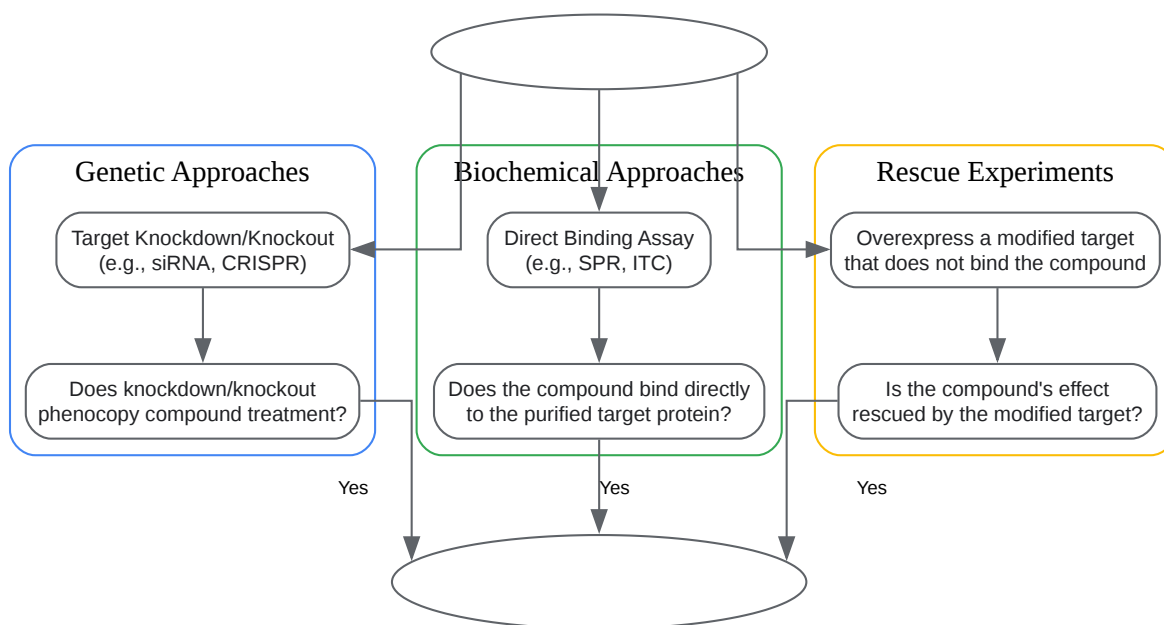 Genetic Approaches
Target Knockdown/Knockout
(e.g., siRNA, CRISPR)
Does knockdown/knockout
phenocopy compound treatment?
Biochemical Approaches
Direct Binding Assay
(e.g., SPR, ITC)
Does the compound bind directly
to the purified target protein?
Rescue Experiments
Overexpress a modified target
that does not bind the compound
Is the compound's effect
rescued by the modified target?
Yes
Yes
Yes